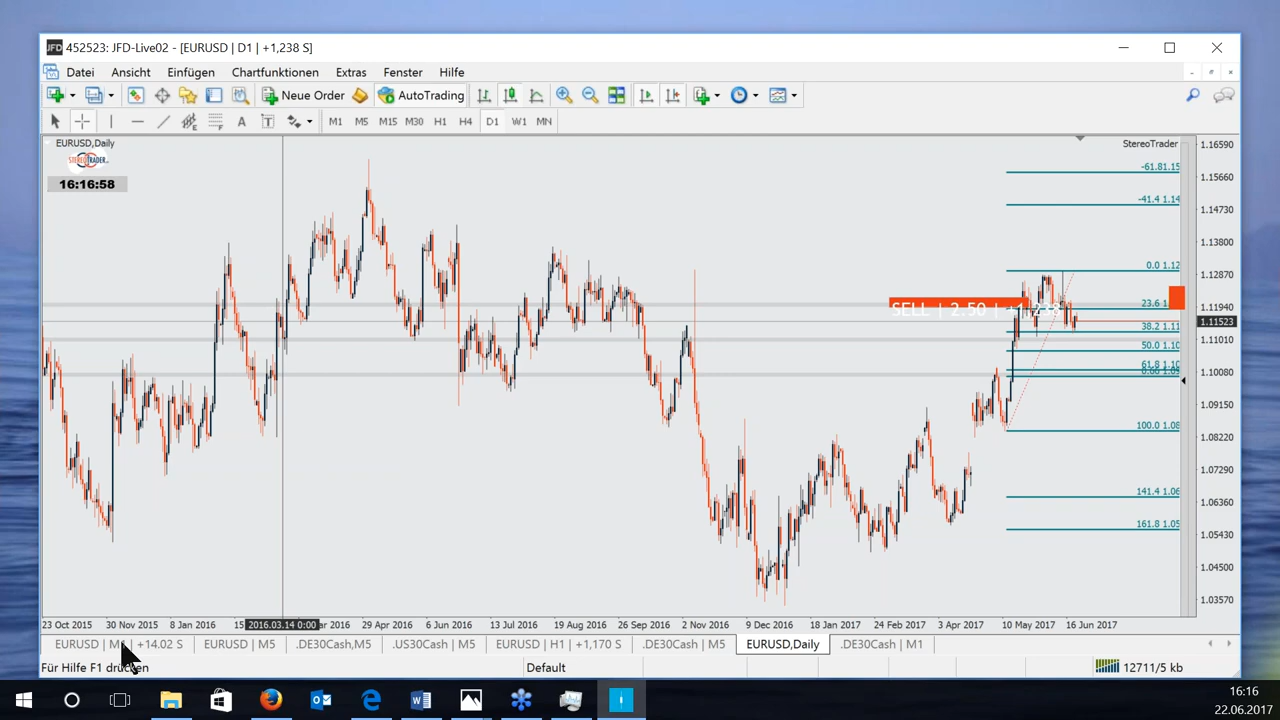 452523: JFD-Live02 - [EURUSD | D1 | +1,238 S]
Datei Ansicht Einfügen Chartfunktionen Extras Fenster Hilfe
Neue Order AutoTrading
M1 M5 M15 M30 H1 H4 D1 W1 MN
EURUSD,Daily
StereoTrader
STEREOTRADER
16:16:58
1.16590
1.15660
1.14730
1.13800
1.12870
1.11940
1.11523
1.11010
1.10080
1.09150
1.08220
1.07290
1.06360
1.05430
1.04500
1.03570
-61.81.15
-41.4 1.14
0.0 1.12
23.6 1.
38.2 1.11
50.0 1.10
61.8 1.10
100.0 1.08
141.4 1.06
161.8 1.05
SELL | 2.50 | +1,238
23 Oct 2015 30 Nov 2015 8 Jan 2016 15 2016.03.14 0:00 ar 2016 29 Apr 2016 6 Jun 2016 13 Jul 2016 19 Aug 2016 26 Sep 2016 2 Nov 2016 9 Dec 2016 18 Jan 2017 24 Feb 2017 3 Apr 2017 10 May 2017 16 Jun 2017
EURUSD | M +14.02 S EURUSD | M5 .DE30Cash,M5 .US30Cash | M5 EURUSD | H1 | +1,170 S .DE30Cash | M5 EURUSD,Daily .DE30Cash | M1
Für Hilfe F1 drücken Default 12711/5 kb
16:16
22.06.2017